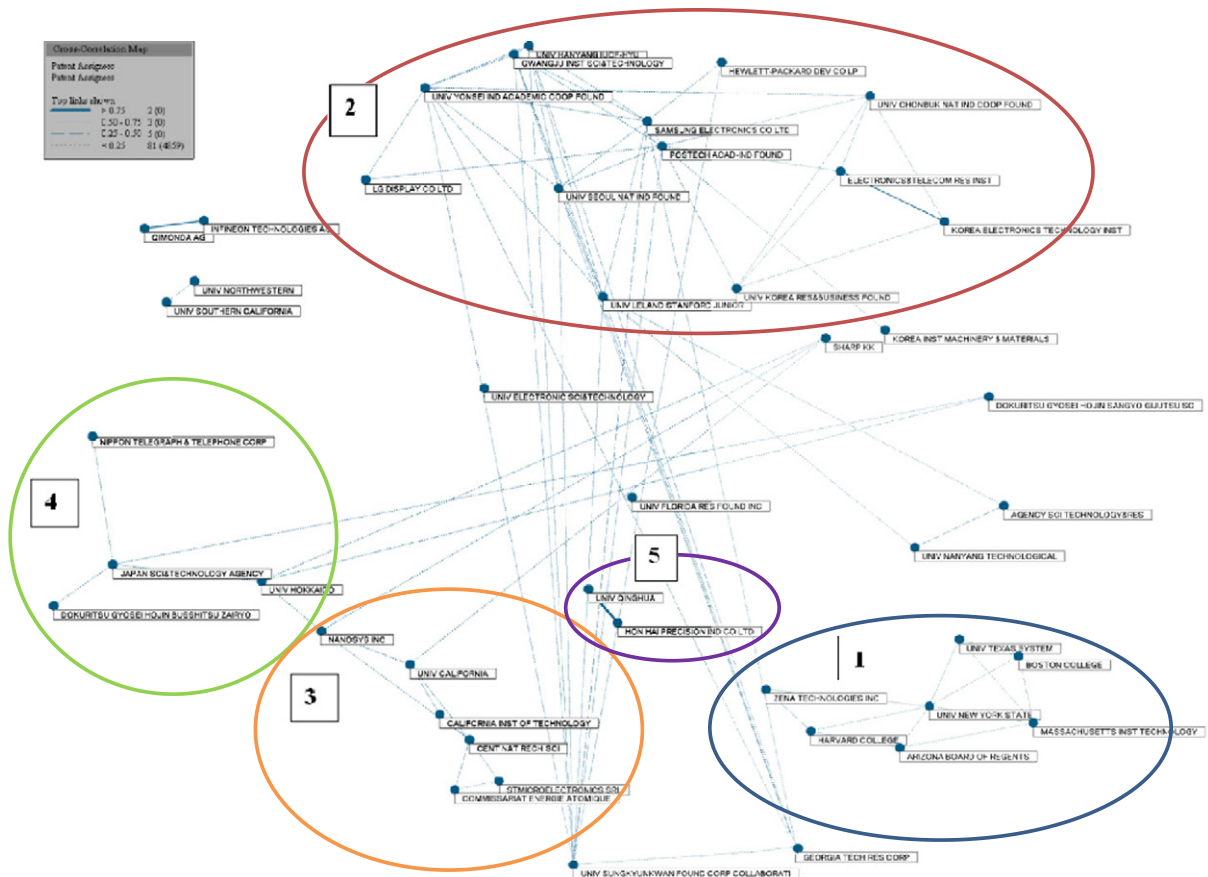 Cross-Correlation Map
Patent Assignees
Patent Assignees
Top links shown
> 0.75 2 (0)
0.50 - 0.75 3 (0)
0.25 - 0.50 5 (0)
< 0.25 81 (4859)
2
UNIV HANYANG IUCF-HYU
GWANGJU INST SCI&TECHNOLOGY
HEWLETT-PACKARD DEV CO LP
UNIV YONSEI IND ACADEMIC COOP FOUND
UNIV CHONBUK NAT IND COOP FOUND
SAMSUNG ELECTRONICS CO LTD
POSTECH ACAD-IND FOUND
ELECTRONICS&TELECOM RES INST
LG DISPLAY CO LTD
UNIV SEOUL NAT IND FOUND
INFINEON TECHNOLOGIES A
QIMONDA AG
KOREA ELECTRONICS TECHNOLOGY INST
UNIV NORTHWESTERN
UNIV SOUTHERN CALIFORNIA
UNIV KOREA RES&BUSINESS FOUND
UNIV LELAND STANFORD JUNIOR
KOREA INST MACHINERY & MATERIALS
SHARP KK
UNIV ELECTRONIC SCI&TECHNOLOGY
DOKURITSU GYOSEI HOJIN SANGYO GIJUTSU SO
NIPPON TELEGRAPH & TELEPHONE CORP
4
UNIV FLORIDA RES FOUND INC
AGENCY SCI TECHNOLOGY&RES
5
UNIV NANYANG TECHNOLOGICAL
JAPAN SCI&TECHNOLOGY AGENCY
UNIV HOKKAIDO
UNIV QINGHUA
DOKURITSU GYOSEI HOJIN BUSSHITSU ZAIRYO
HON HAI PRECISION IND CO LTD
NANOSYS INC
UNIV TEXAS SYSTEM
1
BOSTON COLLEGE
UNIV CALIFORNIA
3
ZENA TECHNOLOGIES INC
UNIV NEW YORK STATE
CALIFORNIA INST OF TECHNOLOGY
MASSACHUSETTS INST TECHNOLOGY
HARVARD COLLEGE
CENT NAT RECH SCI
ARIZONA BOARD OF REGENTS
STMICROELECTRONICS SRL
COMMISSARIAT ENERGIE ATOMIQUE
GEORGIA TECH RES CORP
UNIV SUNGKYUNKWAN FOUND CORP COLLABORATI